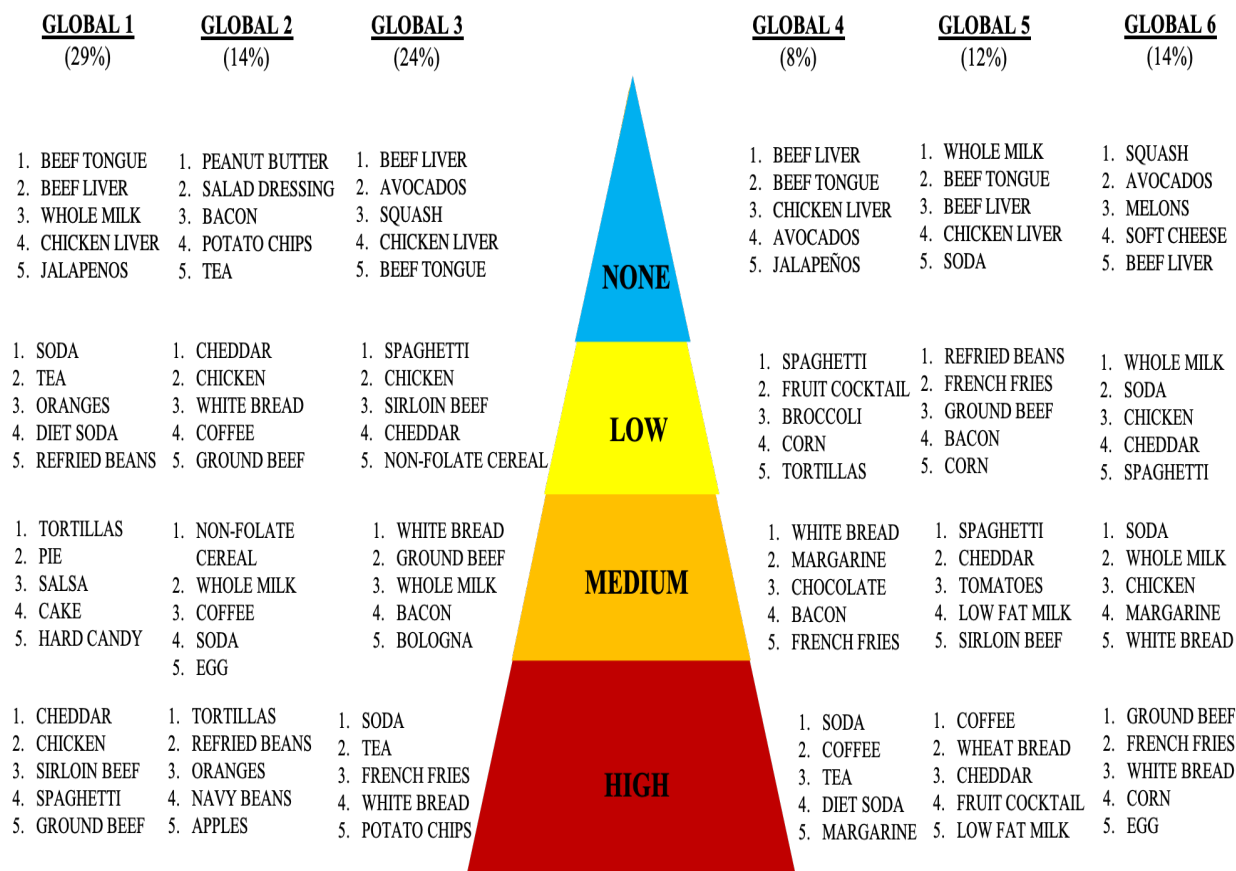 GLOBAL 1
(29%)
GLOBAL 2
(14%)
GLOBAL 3
(24%)
GLOBAL 4
(8%)
GLOBAL 5
(12%)
GLOBAL 6
(14%)
1. BEEF TONGUE
2. BEEF LIVER
3. WHOLE MILK
4. CHICKEN LIVER
5. JALAPENOS
1. PEANUT BUTTER
2. SALAD DRESSING
3. BACON
4. POTATO CHIPS
5. TEA
1. BEEF LIVER
2. AVOCADOS
3. SQUASH
4. CHICKEN LIVER
5. BEEF TONGUE
NONE
1. BEEF LIVER
2. BEEF TONGUE
3. CHICKEN LIVER
4. AVOCADOS
5. JALAPEÑOS
1. WHOLE MILK
2. BEEF TONGUE
3. BEEF LIVER
4. CHICKEN LIVER
5. SODA
1. SQUASH
2. AVOCADOS
3. MELONS
4. SOFT CHEESE
5. BEEF LIVER
1. SODA
2. TEA
3. ORANGES
4. DIET SODA
5. REFRIED BEANS
1. CHEDDAR
2. CHICKEN
3. WHITE BREAD
4. COFFEE
5. GROUND BEEF
1. SPAGHETTI
2. CHICKEN
3. SIRLOIN BEEF
4. CHEDDAR
5. NON-FOLATE CEREAL
LOW
1. SPAGHETTI
2. FRUIT COCKTAIL
3. BROCCOLI
4. CORN
5. TORTILLAS
1. REFRIED BEANS
2. FRENCH FRIES
3. GROUND BEEF
4. BACON
5. CORN
1. WHOLE MILK
2. SODA
3. CHICKEN
4. CHEDDAR
5. SPAGHETTI
1. TORTILLAS
2. PIE
3. SALSA
4. CAKE
5. HARD CANDY
1. NON-FOLATE
CEREAL
2. WHOLE MILK
3. COFFEE
4. SODA
5. EGG
1. WHITE BREAD
2. GROUND BEEF
3. WHOLE MILK
4. BACON
5. BOLOGNA
MEDIUM
1. WHITE BREAD
2. MARGARINE
3. CHOCOLATE
4. BACON
5. FRENCH FRIES
1. SPAGHETTI
2. CHEDDAR
3. TOMATOES
4. LOW FAT MILK
5. SIRLOIN BEEF
1. SODA
2. WHOLE MILK
3. CHICKEN
4. MARGARINE
5. WHITE BREAD
1. CHEDDAR
2. CHICKEN
3. SIRLOIN BEEF
4. SPAGHETTI
5. GROUND BEEF
1. TORTILLAS
2. REFRIED BEANS
3. ORANGES
4. NAVY BEANS
5. APPLES
1. SODA
2. TEA
3. FRENCH FRIES
4. WHITE BREAD
5. POTATO CHIPS
HIGH
1. SODA
2. COFFEE
3. TEA
4. DIET SODA
5. MARGARINE
1. COFFEE
2. WHEAT BREAD
3. CHEDDAR
4. FRUIT COCKTAIL
5. LOW FAT MILK
1. GROUND BEEF
2. FRENCH FRIES
3. WHITE BREAD
4. CORN
5. EGG